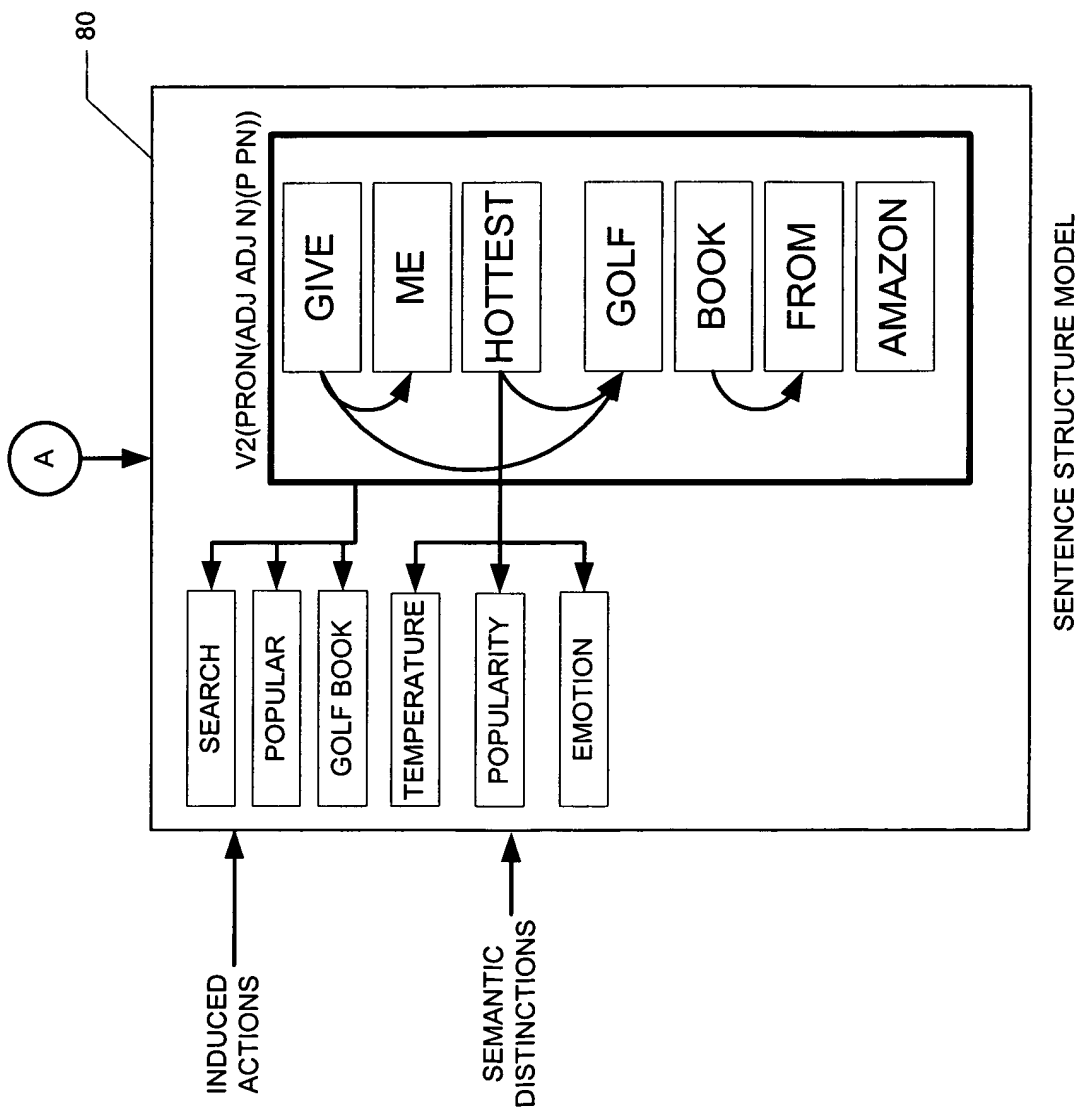 A
80
INDUCED
ACTIONS
SEARCH
POPULAR
GOLF BOOK
SEMANTIC
DISTINCTIONS
TEMPERATURE
POPULARITY
EMOTION
V2(PRON(ADJ ADJ N)(P PN))
GIVE
ME
HOTTEST
GOLF
BOOK
FROM
AMAZON
SENTENCE STRUCTURE MODEL